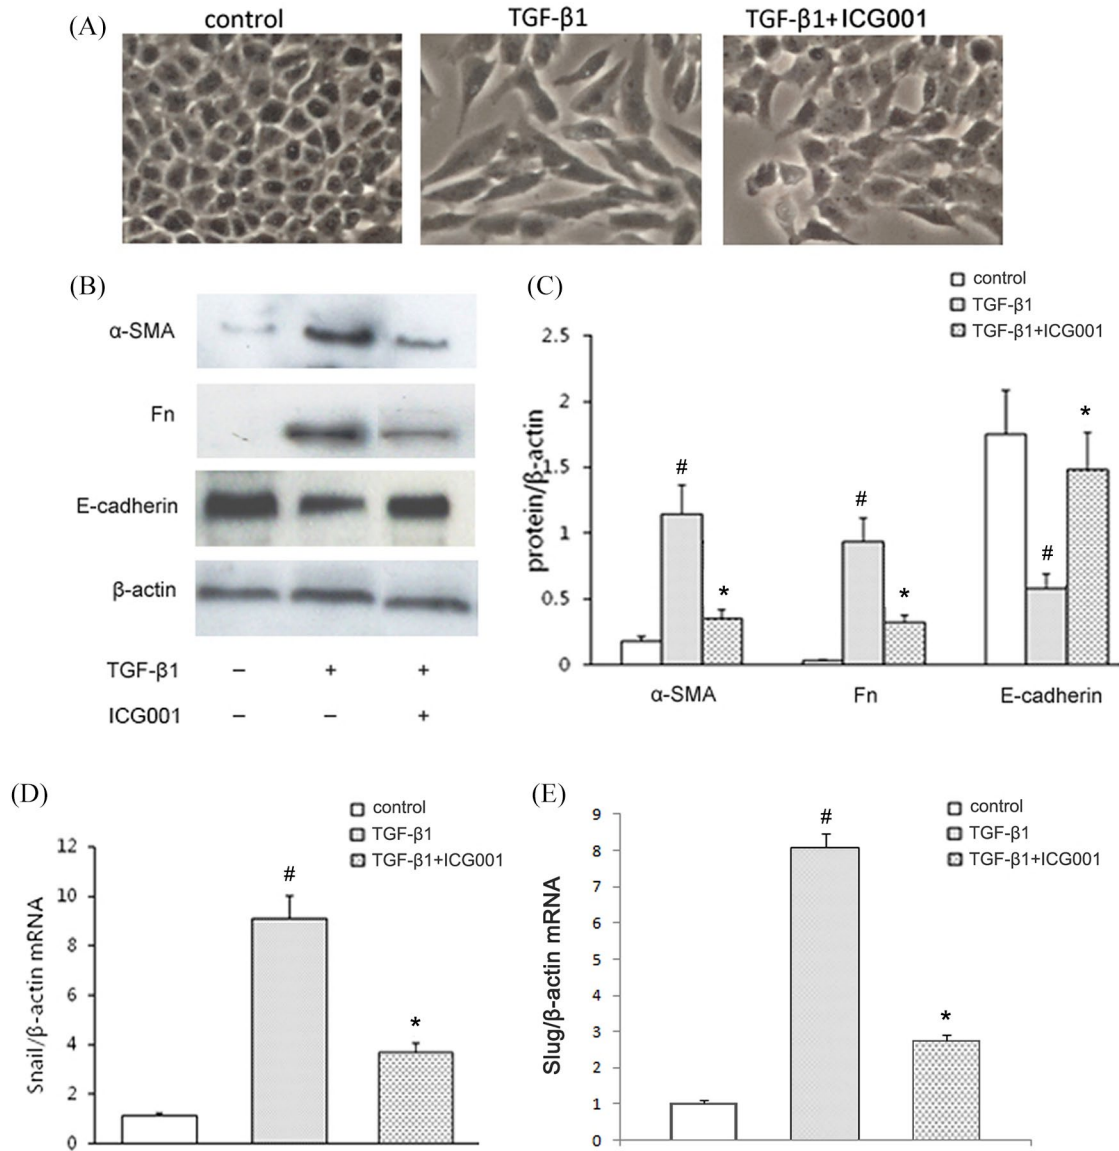 (A)
control
TGF-β1
TGF-β1+ICG001
(B)
α-SMA
Fn
E-cadherin
β-actin
TGF-β1 – + +
ICG001 – – +
(C)
control
TGF-β1
TGF-β1+ICG001
protein/β-actin
2.5
2
1.5
1
0.5
0
#
*
#
*
#
*
α-SMA
Fn
E-cadherin
(D)
control
TGF-β1
TGF-β1+ICG001
Snail/β-actin mRNA
12
10
8
6
4
2
0
#
*
(E)
control
TGF-β1
TGF-β1+ICG001
Slug/β-actin mRNA
9
8
7
6
5
4
3
2
1
0
#
*